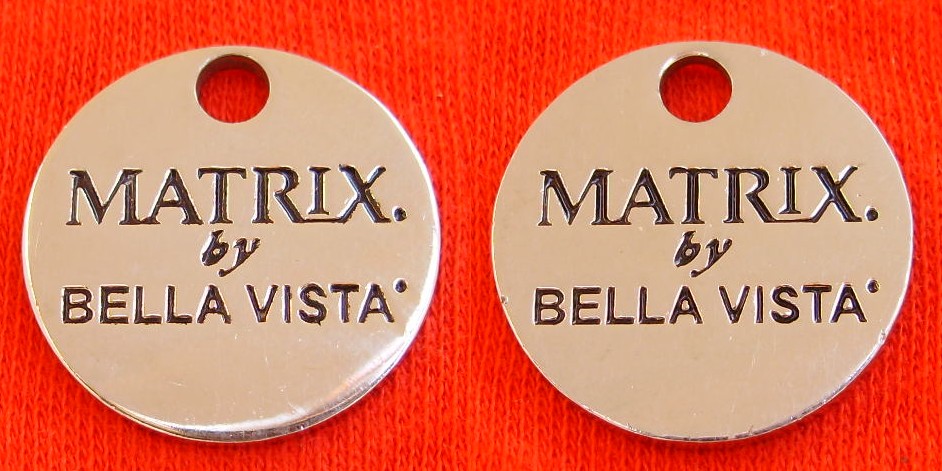 MATRIX.
by
BELLA VISTA
MATRIX.
by
BELLA VISTA